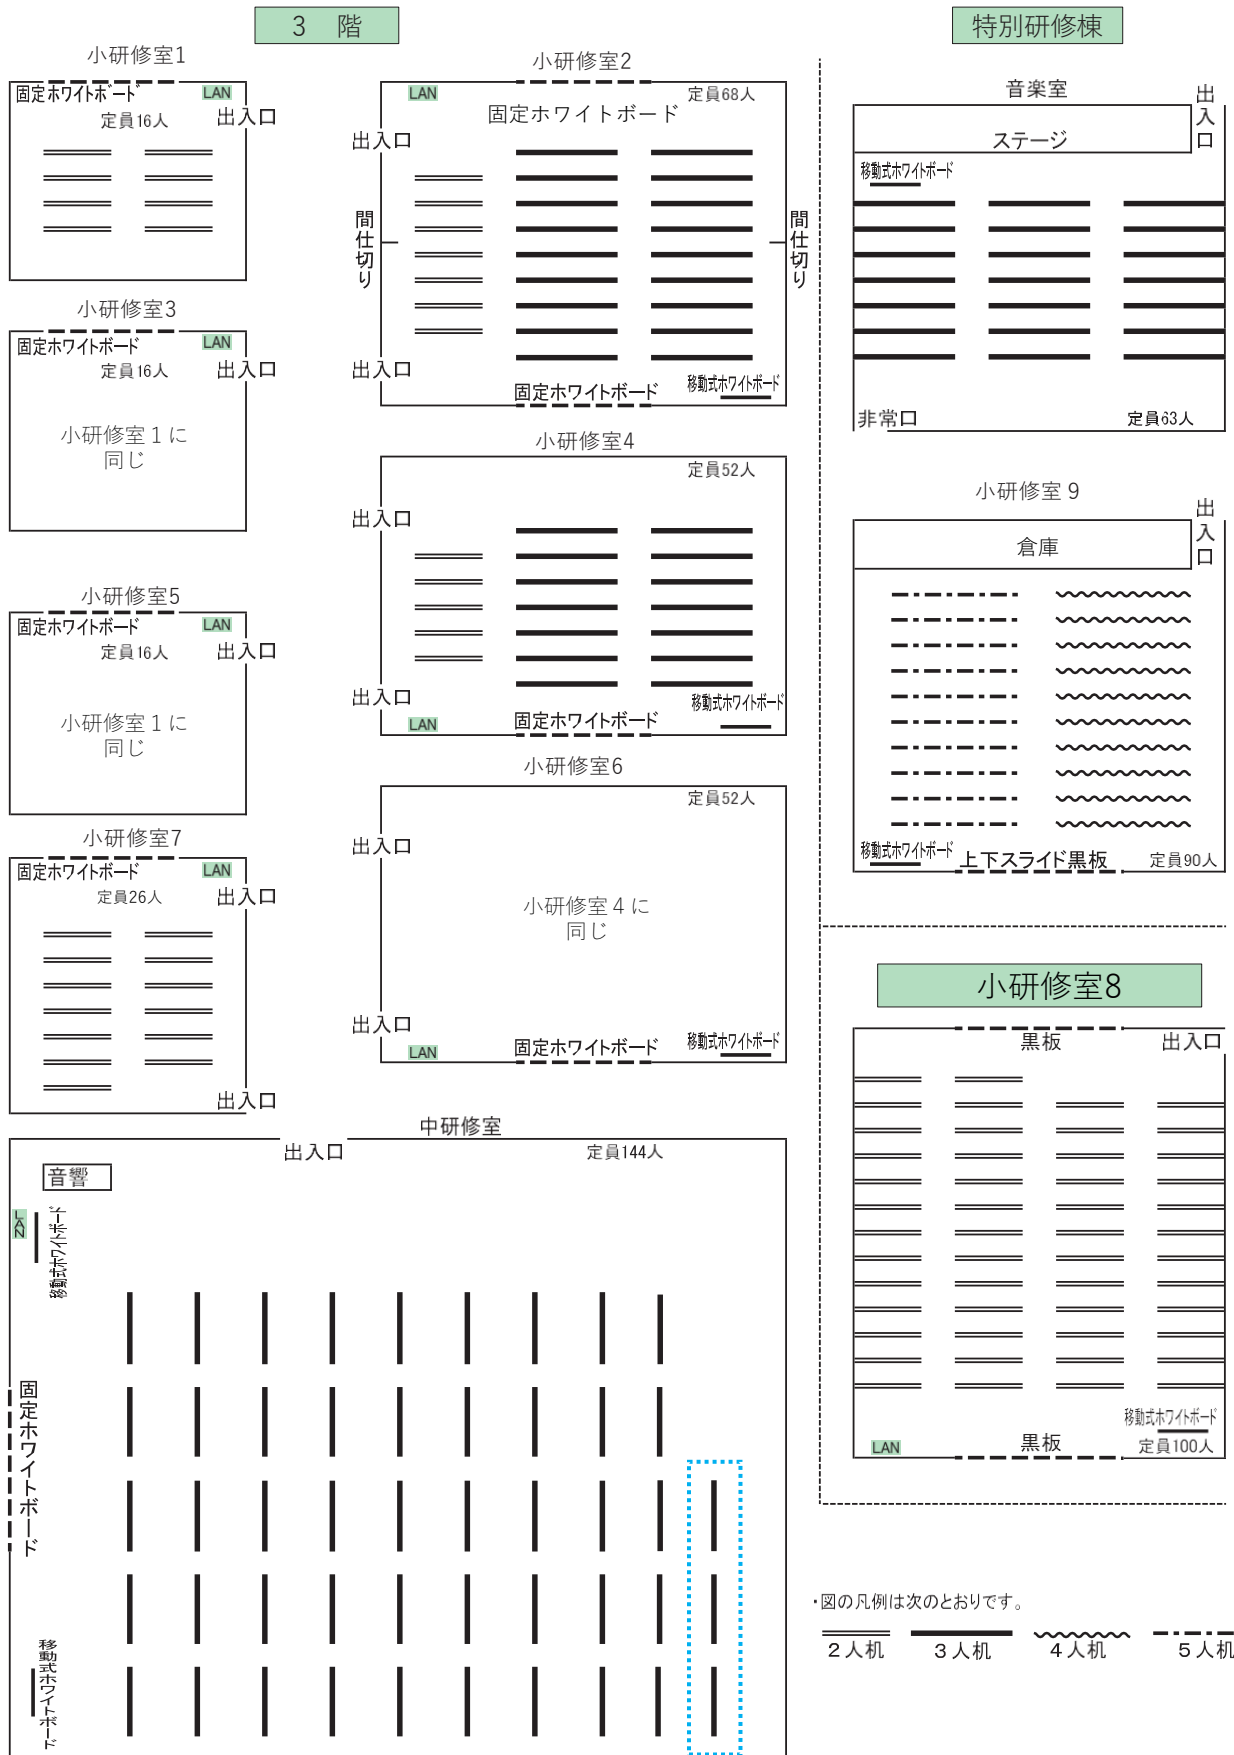 3 階
小研修室1
固定ホワイトボード
LAN
定員16人
出入口
小研修室2
LAN
定員68人
固定ホワイトボード
出入口
間仕切り
間仕切り
出入口
固定ホワイトボード
移動式ホワイトボード
小研修室3
固定ホワイトボード
LAN
定員16人
出入口
小研修室1に
同じ
小研修室4
定員52人
出入口
出入口
LAN
固定ホワイトボード
移動式ホワイトボード
小研修室5
固定ホワイトボード
LAN
定員16人
出入口
小研修室1に
同じ
小研修室6
定員52人
出入口
小研修室4に
同じ
出入口
LAN
固定ホワイトボード
移動式ホワイトボード
小研修室7
固定ホワイトボード
LAN
定員26人
出入口
出入口
中研修室
出入口
定員144人
音響
LAN
移動式ホワイトボード
固定ホワイトボード
移動式ホワイトボード
特別研修棟
音楽室
出入口
ステージ
移動式ホワイトボード
非常口
定員63人
小研修室9
出入口
倉庫
移動式ホワイトボード
上下スライド黒板
定員90人
小研修室8
黒板
出入口
移動式ホワイトボード
LAN
黒板
定員100人
・図の凡例は次のとおりです。
2人机
3人机
4人机
5人机